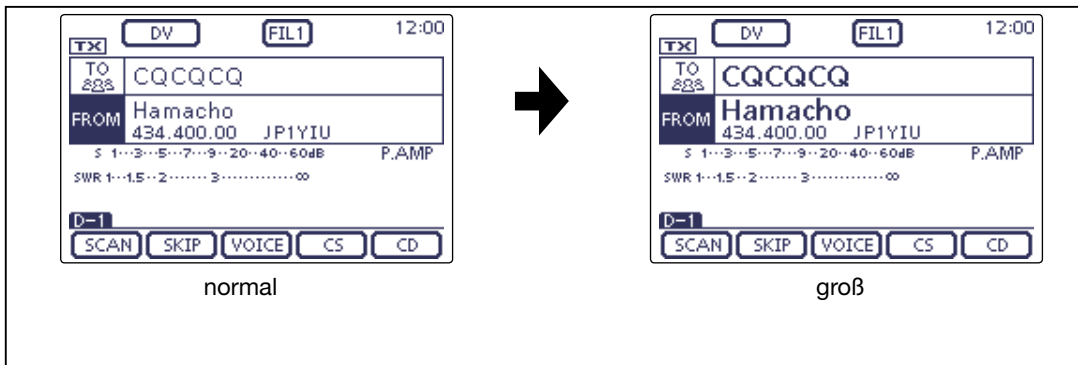 DV FIL1 12:00
TX
TO CQCQCQ
FROM Hamacho
434.400.00 JP1YIU
S 1···3···5···7···9··20··40··60dB P.AMP
SWR 1···1.5··2······· 3·············∞
D-1
SCAN SKIP VOICE CS CD
normal
DV FIL1 12:00
TX
TO CQCQCQ
FROM Hamacho
434.400.00 JP1YIU
S 1···3···5···7···9··20··40··60dB P.AMP
SWR 1···1.5··2······· 3·············∞
D-1
SCAN SKIP VOICE CS CD
groß